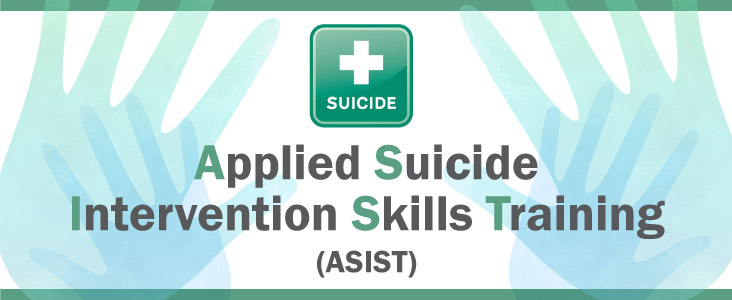 SUICIDE
Applied Suicide
Intervention Skills Training
(ASIST)